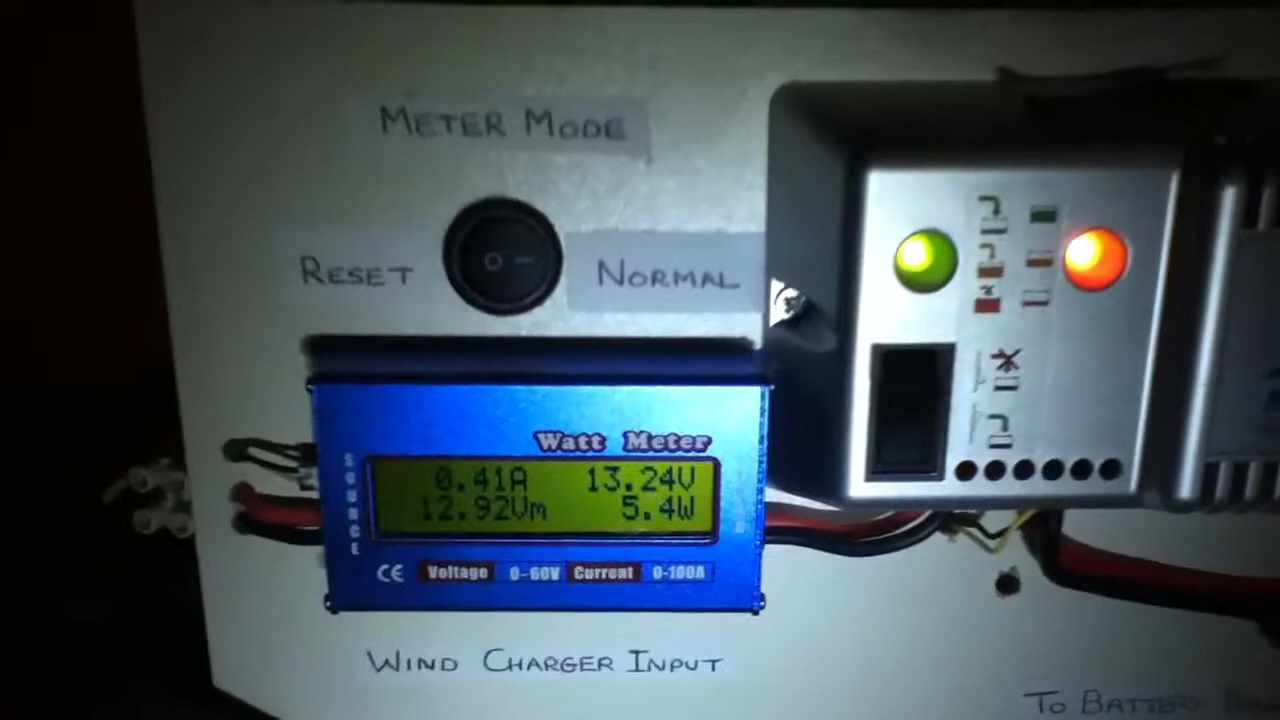 METER MODE
RESET
O –
NORMAL
Watt Meter
SOURCE
0.41A 13.24V
12.92Vm 5.4W
CE Voltage 0-60V Current 0-100A
WIND CHARGER INPUT
TO BATTERY